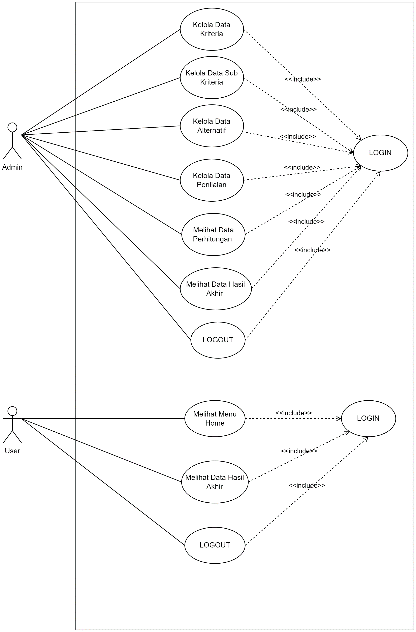 Kelola Data
Kriteria
<<include>>
Kelola Data Sub
Kriteria
<<include>>
Kelola Data
Alternatif
<<include>>
Admin
LOGIN
Kelola Data
Penilaian
<<include>>
Melihat Data
Perhitungan
<<include>>
<<include>>
Melihat Data Hasil
Akhir
<<include>>
LOGOUT
Melihat Menu
Home
<<include>>
LOGIN
User
<<include>>
Melihat Data Hasil
Akhir
<<include>>
LOGOUT